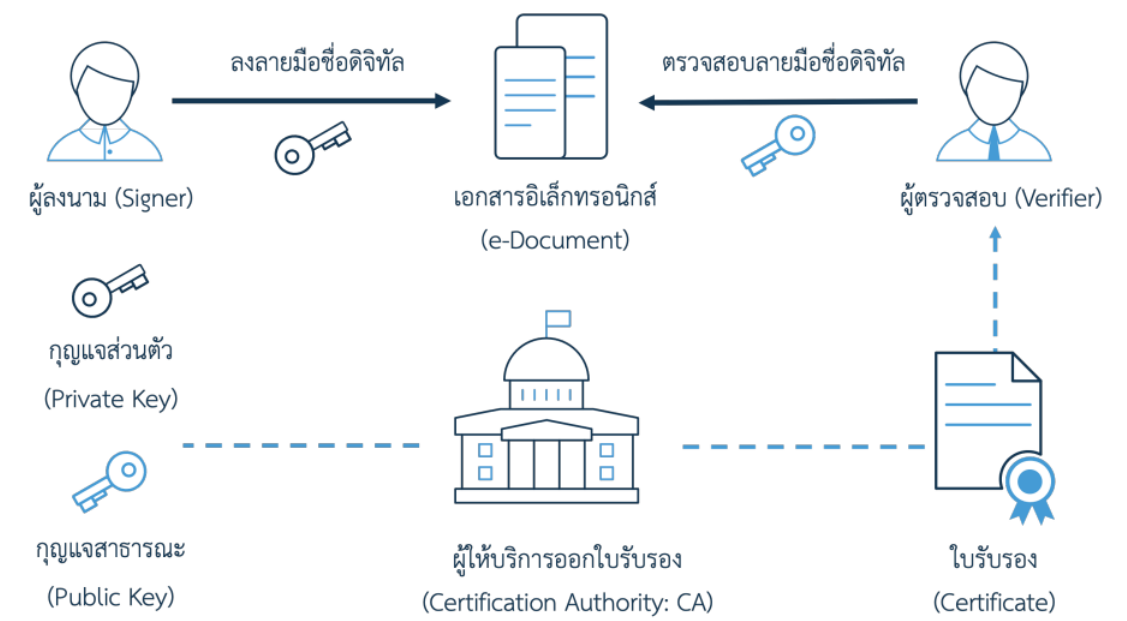 ลงลายมือชื่อดิจิทัล
ตรวจสอบลายมือชื่อดิจิทัล
ผู้ลงนาม (Signer)
เอกสารอิเล็กทรอนิกส์
(e-Document)
ผู้ตรวจสอบ (Verifier)
กุญแจส่วนตัว
(Private Key)
กุญแจสาธารณะ
(Public Key)
ผู้ให้บริการออกใบรับรอง
(Certification Authority: CA)
ใบรับรอง
(Certificate)